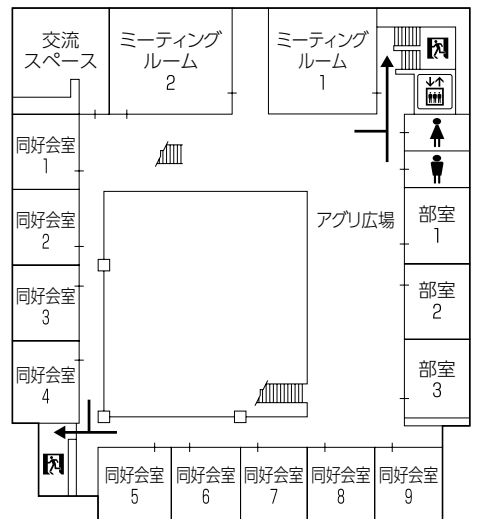 交流
スペース
ミーティング
ルーム
2
ミーティング
ルーム
1
同好会室
1
同好会室
2
同好会室
3
同好会室
4
アグリ広場
部室
1
部室
2
部室
3
同好会室
5
同好会室
6
同好会室
7
同好会室
8
同好会室
9